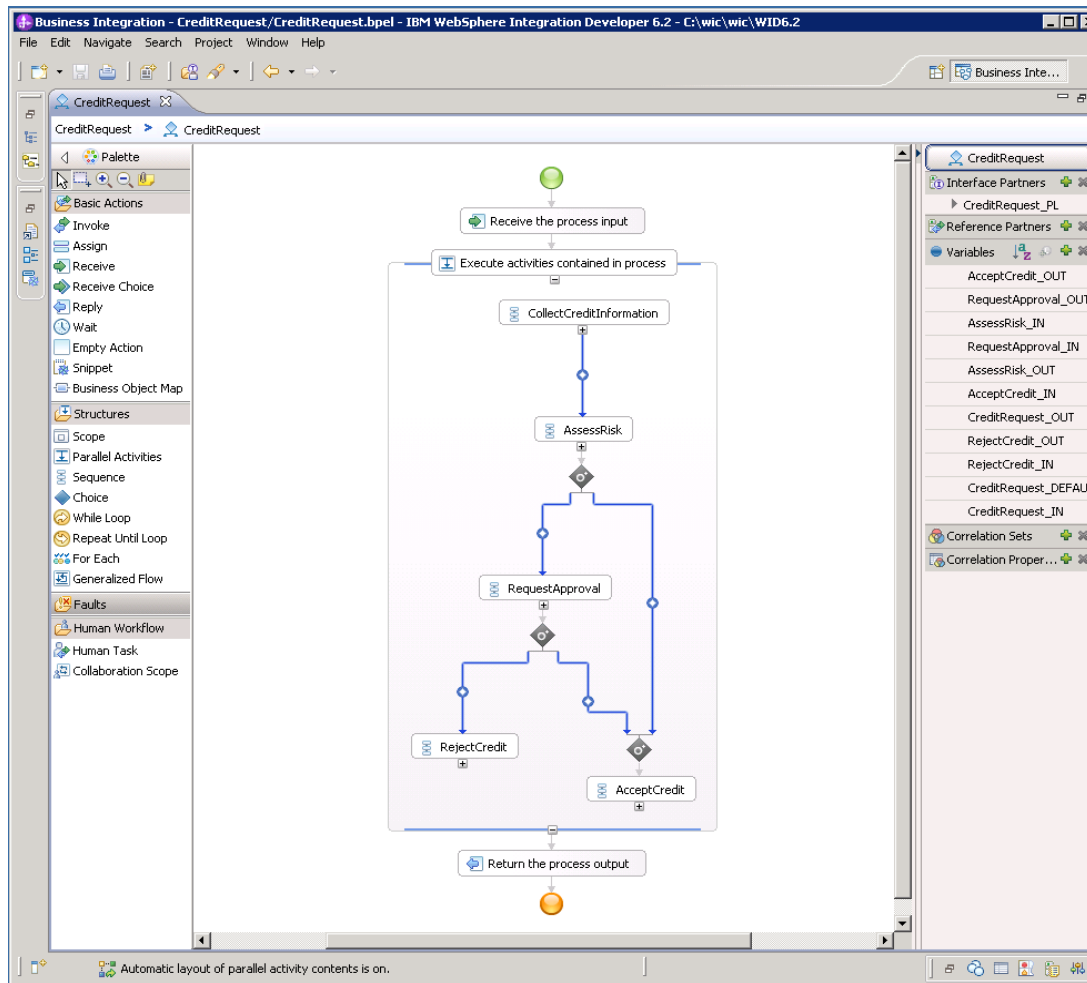 Business Integration - CreditRequest/CreditRequest.bpel - IBM WebSphere Integration Developer 6.2 - C:\wic\wic\WID6.2
File Edit Navigate Search Project Window Help
Business Inte...
CreditRequest
CreditRequest > CreditRequest
Palette
Basic Actions
Invoke
Assign
Receive
Receive Choice
Reply
Wait
Empty Action
Snippet
Business Object Map
Structures
Scope
Parallel Activities
Sequence
Choice
While Loop
Repeat Until Loop
For Each
Generalized Flow
Faults
Human Workflow
Human Task
Collaboration Scope
Receive the process input
Execute activities contained in process
CollectCreditInformation
AssessRisk
RequestApproval
RejectCredit
AcceptCredit
Return the process output
CreditRequest
Interface Partners
CreditRequest_PL
Reference Partners
Variables
AcceptCredit_OUT
RequestApproval_OUT
AssessRisk_IN
RequestApproval_IN
AssessRisk_OUT
AcceptCredit_IN
CreditRequest_OUT
RejectCredit_OUT
RejectCredit_IN
CreditRequest_DEFAU
CreditRequest_IN
Correlation Sets
Correlation Proper...
Automatic layout of parallel activity contents is on.